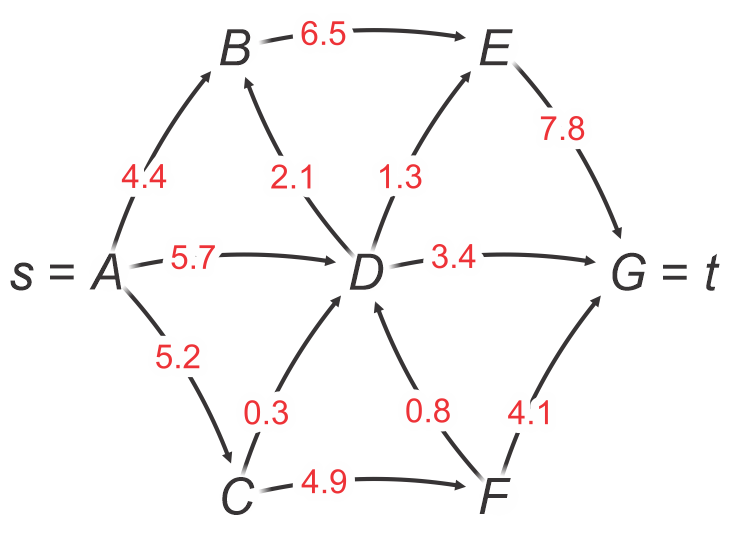 B 6.5 E
7.8
4.4 2.1 1.3
s = A 5.7 D 3.4 G = t
5.2
0.3 0.8 4.1
C 4.9 F